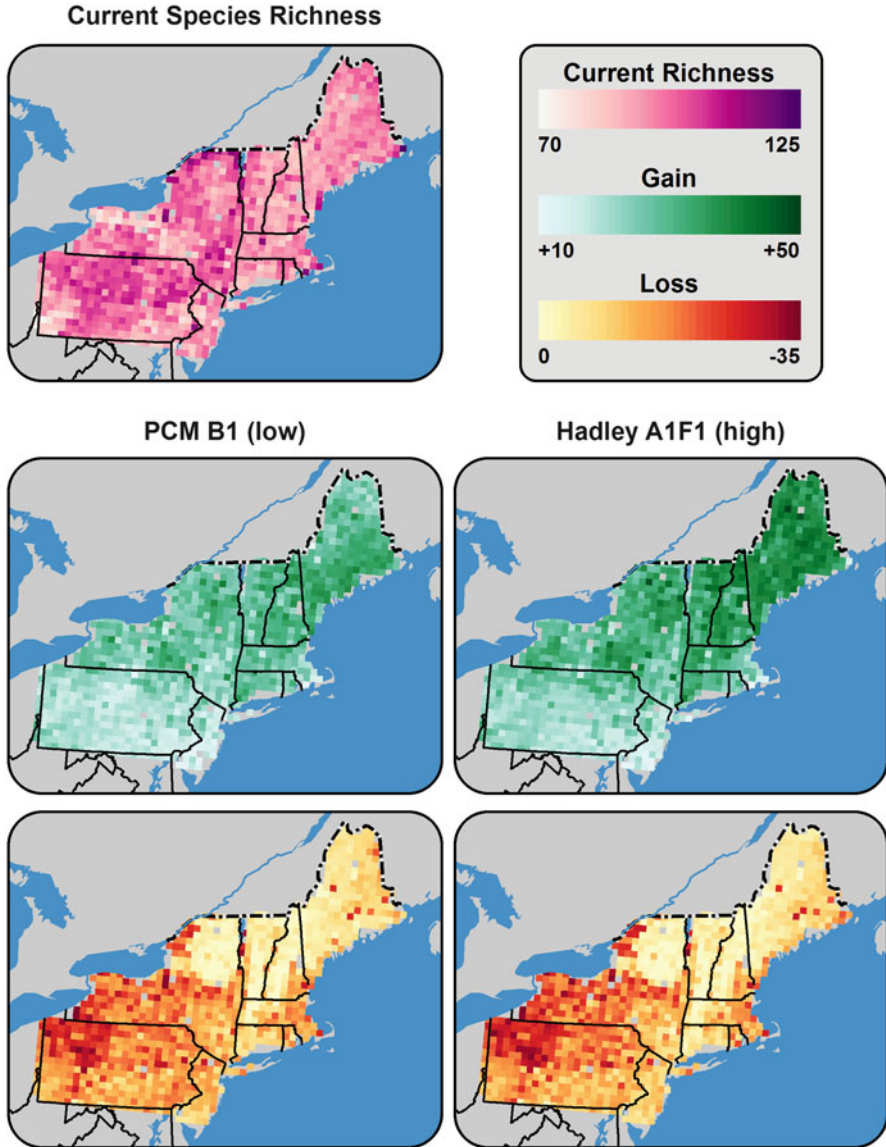 Current Species Richness
Current Richness
70 125
Gain
+10 +50
Loss
0 -35
PCM B1 (low)
Hadley A1F1 (high)